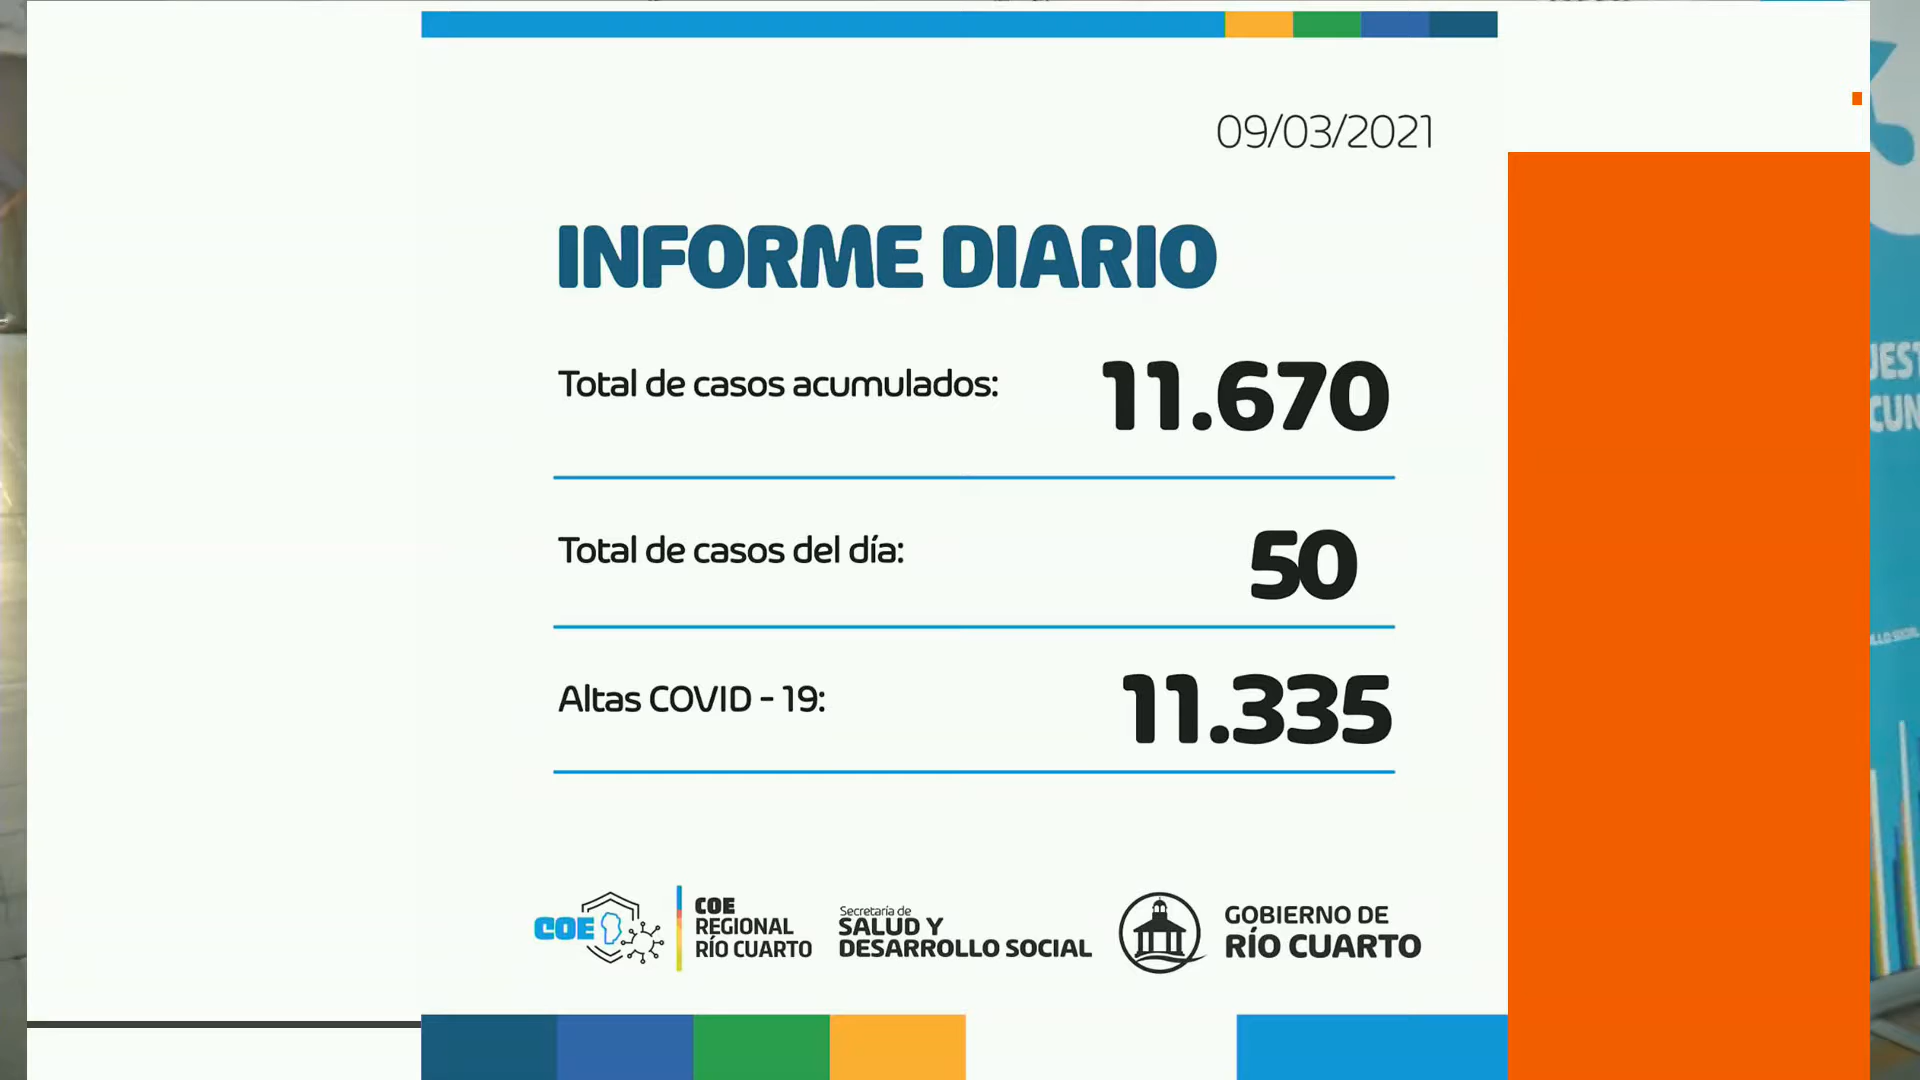 09/03/2021
INFORME DIARIO
Total de casos acumulados: 11.670
Total de casos del día: 50
Altas COVID - 19: 11.335
COE
COE
REGIONAL
RÍO CUARTO
Secretaría de
SALUD Y
DESARROLLO SOCIAL
GOBIERNO DE
RÍO CUARTO